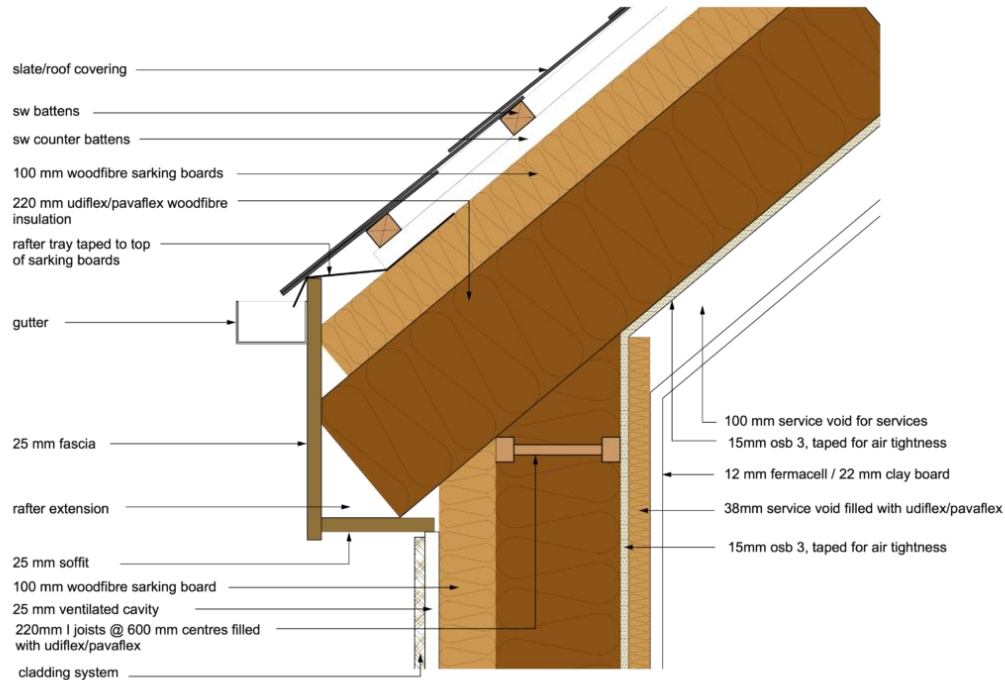 slate/roof covering
sw battens
sw counter battens
100 mm woodfibre sarking boards
220 mm udiflex/pavaflex woodfibre
insulation
rafter tray taped to top
of sarking boards
gutter
25 mm fascia
rafter extension
25 mm soffit
100 mm woodfibre sarking board
25 mm ventilated cavity
220mm I joists @ 600 mm centres filled
with udiflex/pavaflex
cladding system
100 mm service void for services
15mm osb 3, taped for air tightness
12 mm fermacell / 22 mm clay board
38mm service void filled with udiflex/pavaflex
15mm osb 3, taped for air tightness